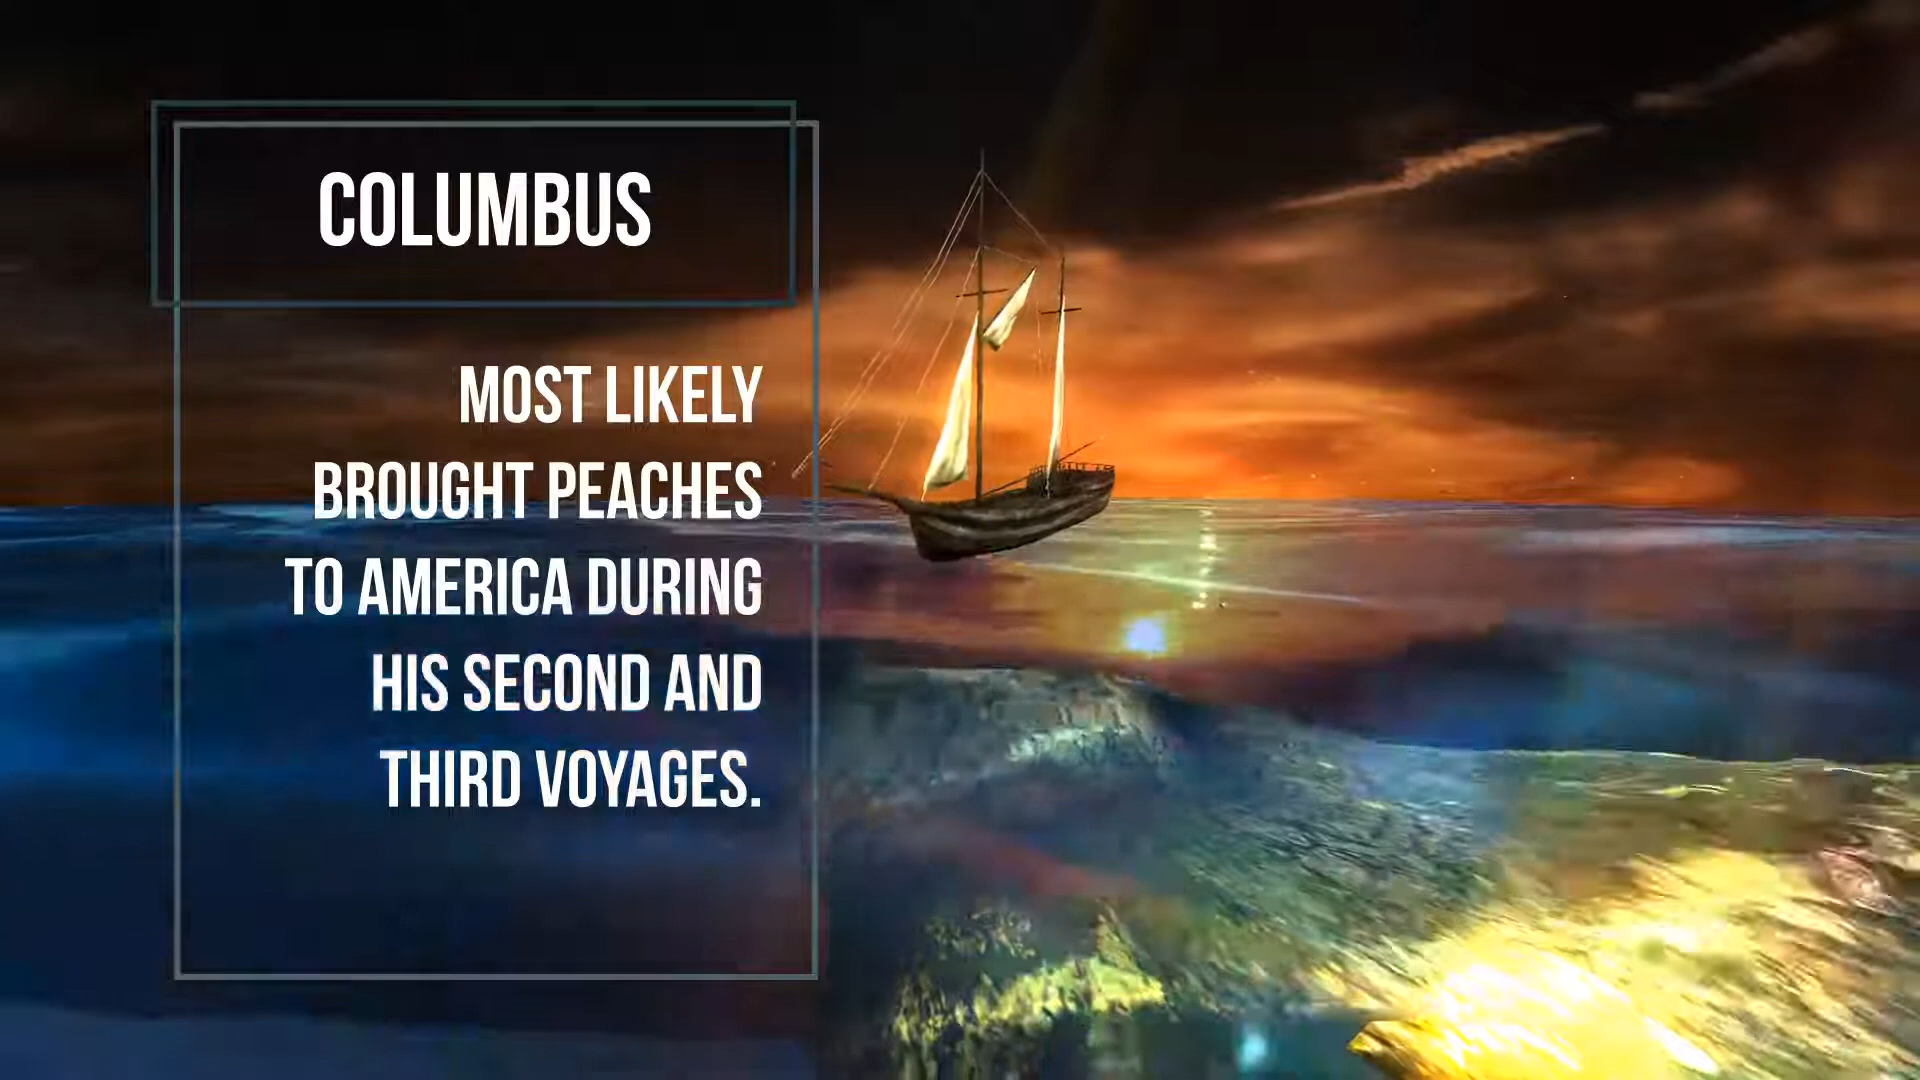 COLUMBUS
MOST LIKELY
BROUGHT PEACHES
TO AMERICA DURING
HIS SECOND AND
THIRD VOYAGES.